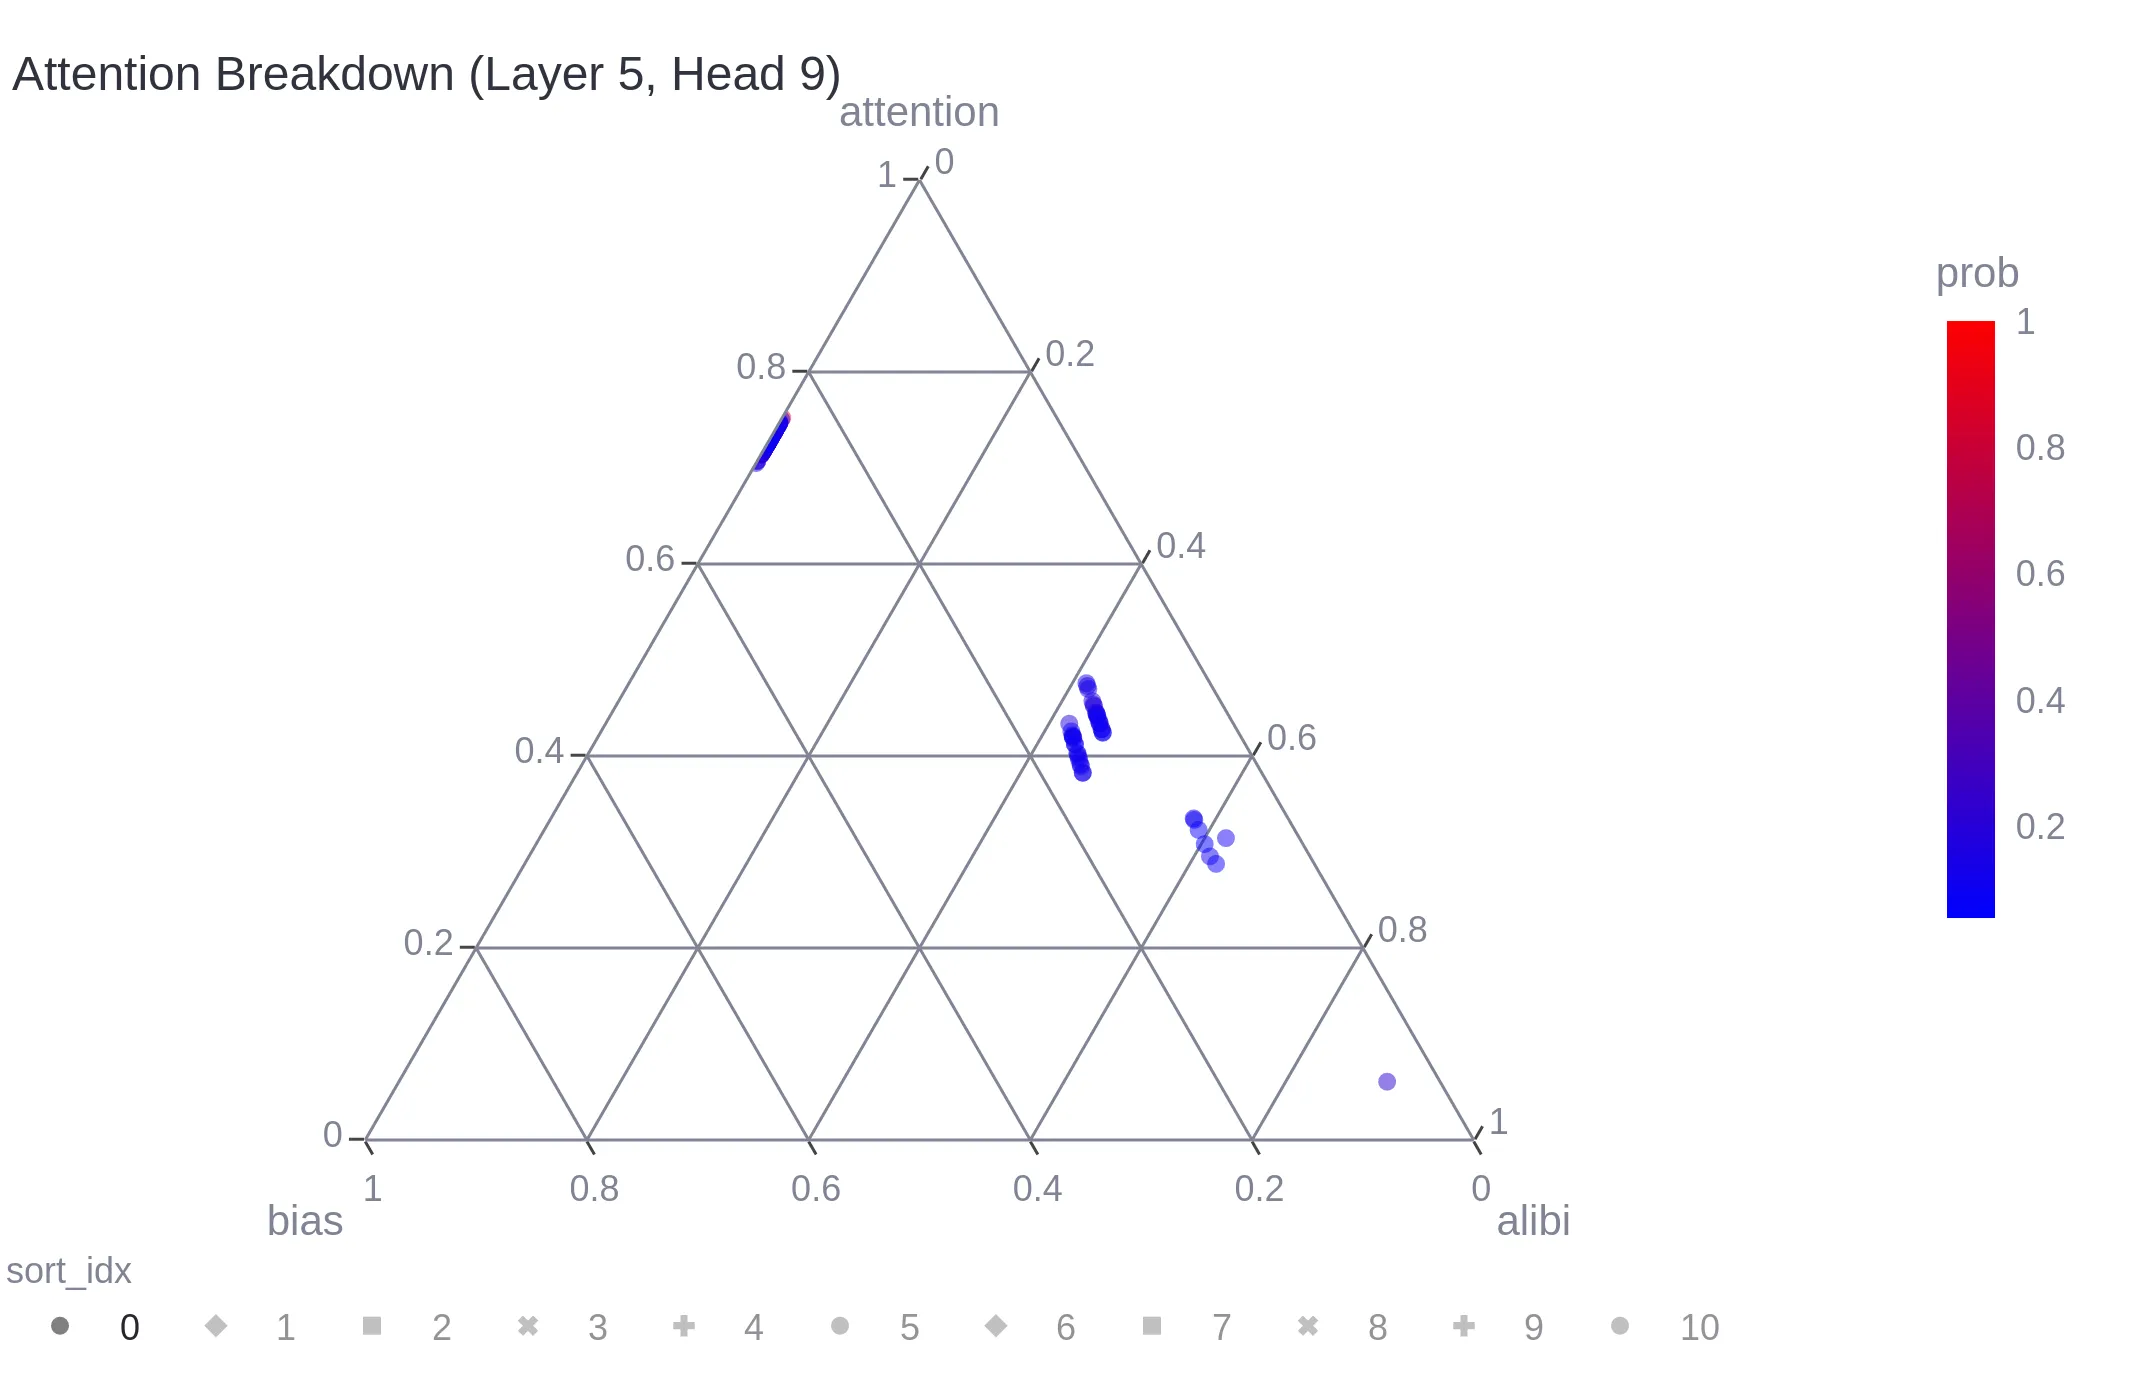 Attention Breakdown (Layer 5, Head 9)
attention
1 0
0.8 0.2
0.6 0.4
0.4 0.6
0.2 0.8
0 1
1 0.8 0.6 0.4 0.2 0
bias alibi
prob
1
0.8
0.6
0.4
0.2
sort_idx
0 1 2 3 4 5 6 7 8 9 10